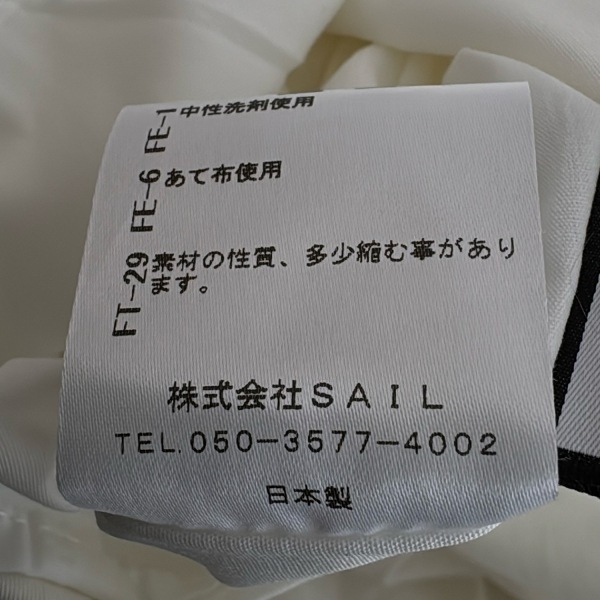 FE-1 中性洗剤使用
FE-6 あて布使用
FT-29 素材の性質、多少縮む事があり
ます。
株式会社SAIL
TEL.050-3577-4002
日本製